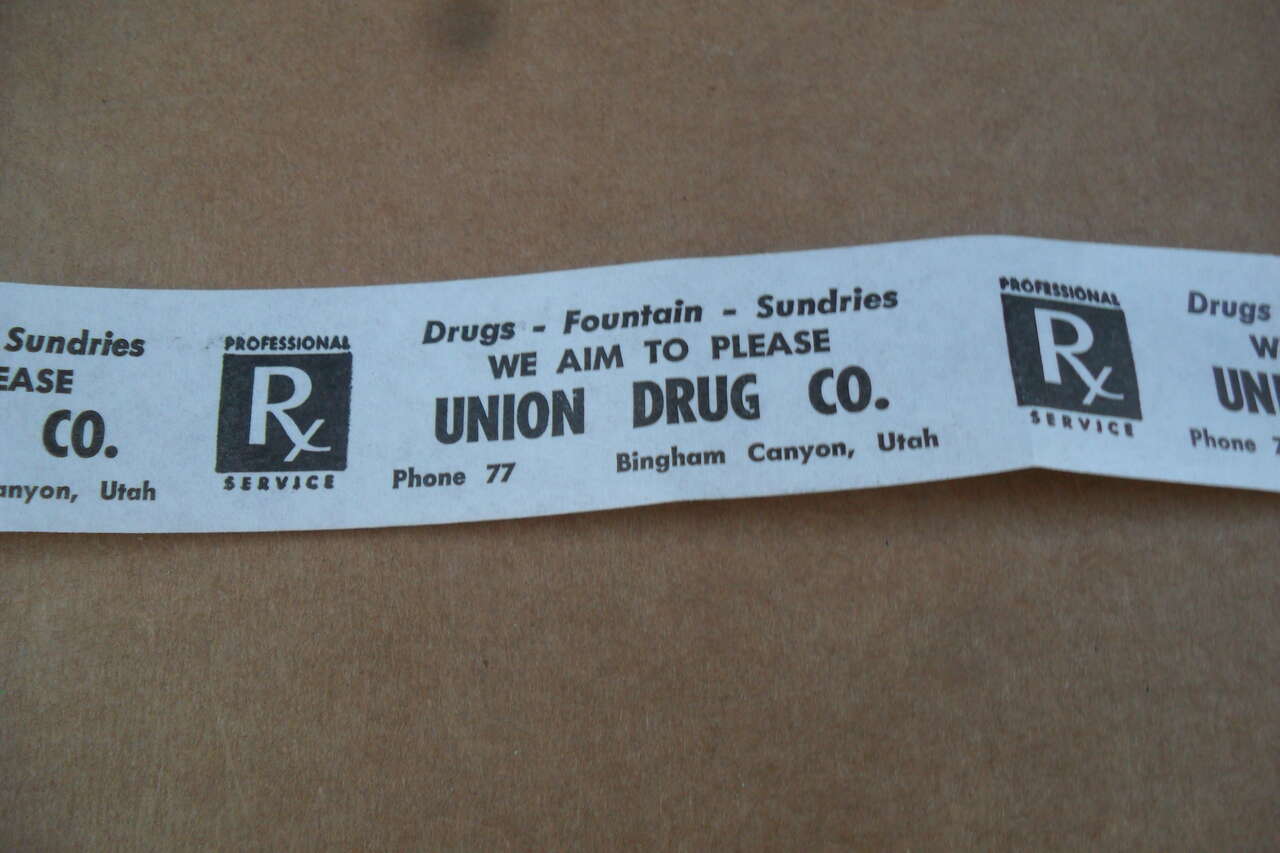 Sundries
EASE
CO.
anyon, Utah
PROFESSIONAL
Rx
SERVICE
Drugs - Fountain - Sundries
WE AIM TO PLEASE
UNION DRUG CO.
Phone 77 Bingham Canyon, Utah
PROFESSIONAL
Rx
SERVICE
Drugs
W
UNI
Phone 7